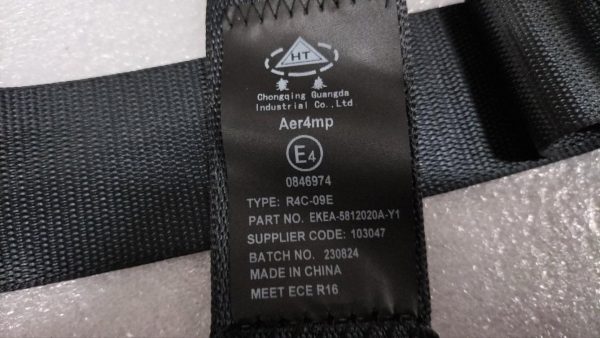 HT
Chongqing Guangda
Industrial Co.,Ltd
Aer4mp
E4
0846974
TYPE: R4C-09E
PART NO. EKEA-5812020A-Y1
SUPPLIER CODE: 103047
BATCH NO. 230824
MADE IN CHINA
MEET ECE R16